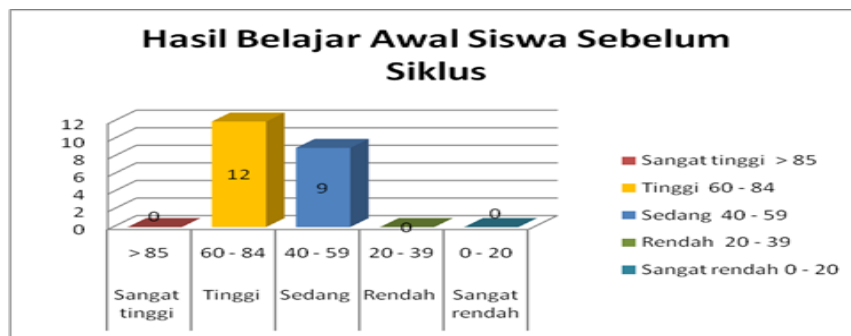 Hasil Belajar Awal Siswa Sebelum
Siklus
12
10
8
6
4
2
0
0
12
9
0
0
> 85
60 - 84
40 - 59
20 - 39
0 - 20
Sangat
tinggi
Tinggi
Sedang
Rendah
Sangat
rendah
Sangat tinggi > 85
Tinggi 60 - 84
Sedang 40 - 59
Rendah 20 - 39
Sangat rendah 0 - 20